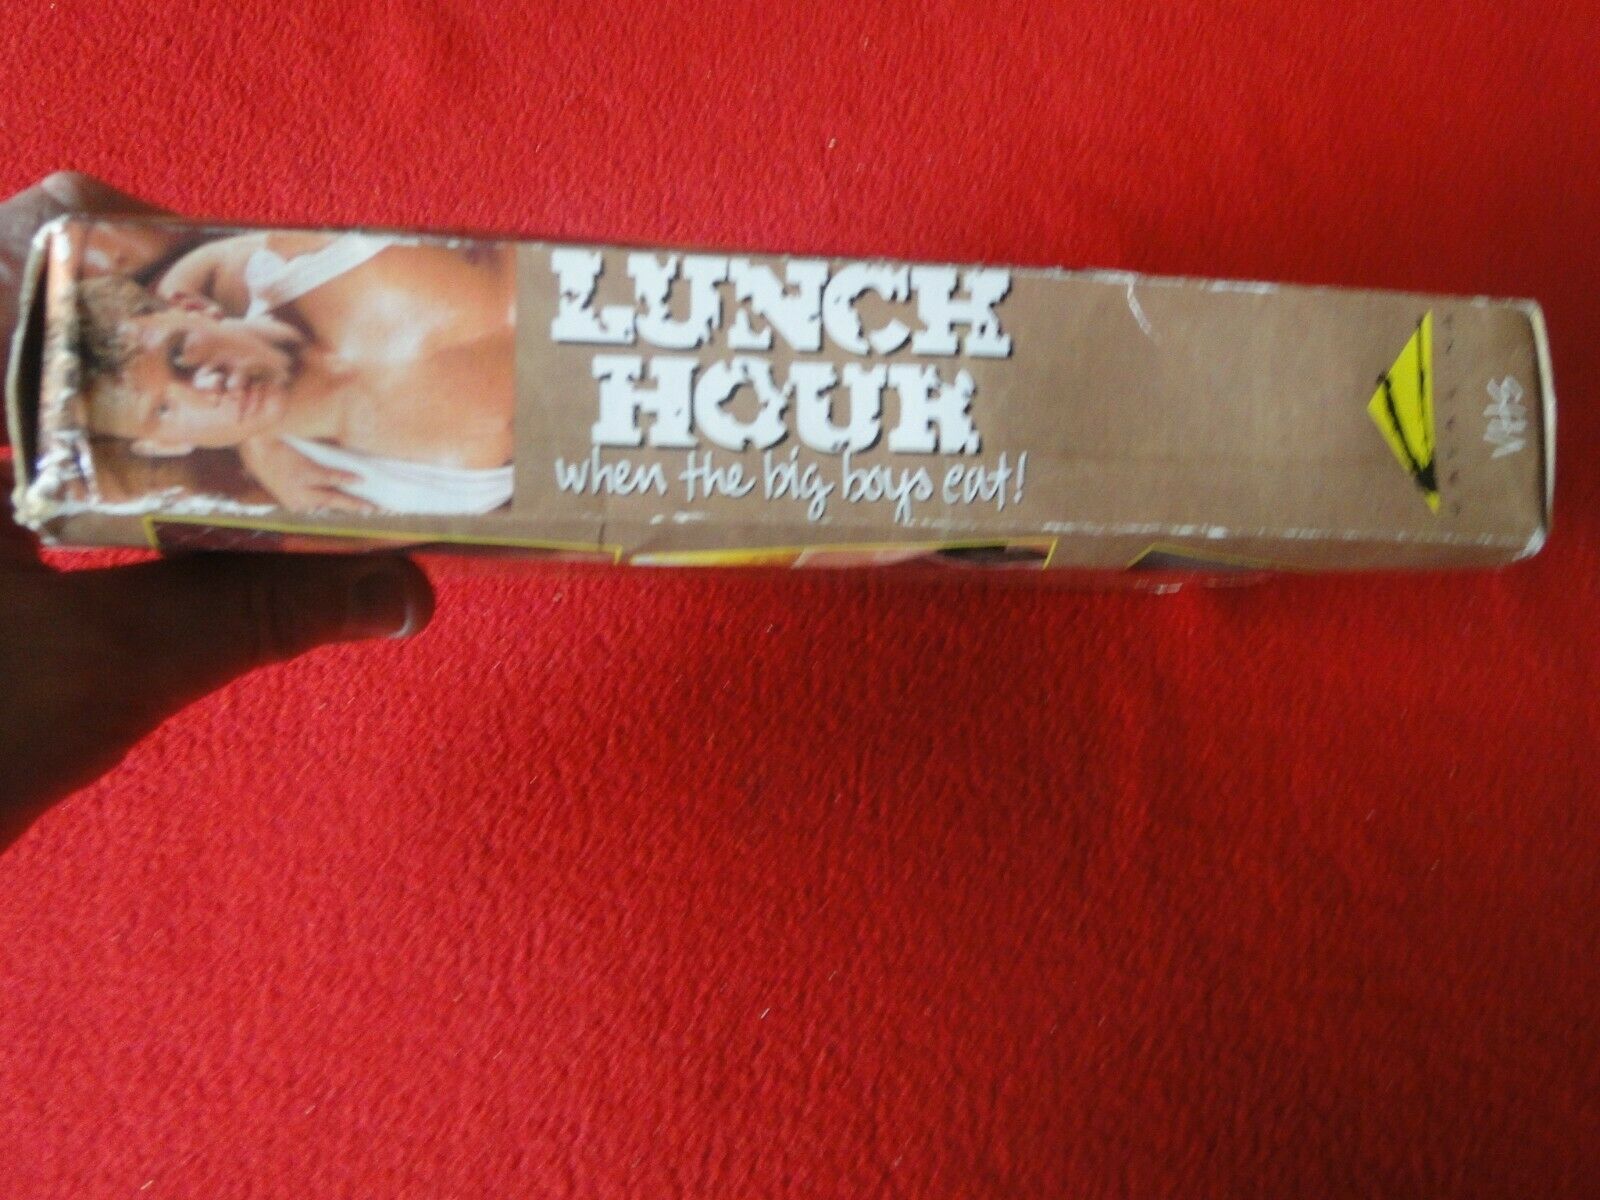 LUNCH
HOUR
when the big boys eat!
VHS